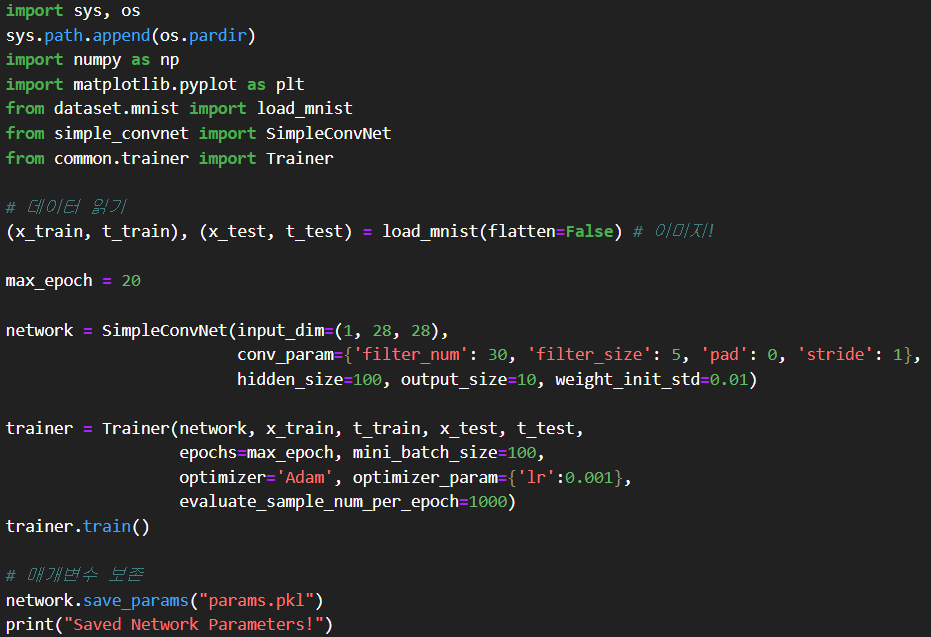 import sys, os
sys.path.append(os.pardir)
import numpy as np
import matplotlib.pyplot as plt
from dataset.mnist import load_mnist
from simple_convnet import SimpleConvNet
from common.trainer import Trainer
# 데이터 읽기
(x_train, t_train), (x_test, t_test) = load_mnist(flatten=False) # 이미지!
max_epoch = 20
network = SimpleConvNet(input_dim=(1, 28, 28),
conv_param={'filter_num': 30, 'filter_size': 5, 'pad': 0, 'stride': 1},
hidden_size=100, output_size=10, weight_init_std=0.01)
trainer = Trainer(network, x_train, t_train, x_test, t_test,
epochs=max_epoch, mini_batch_size=100,
optimizer='Adam', optimizer_param={'lr':0.001},
evaluate_sample_num_per_epoch=1000)
trainer.train()
# 매개변수 보존
network.save_params("params.pkl")
print("Saved Network Parameters!")